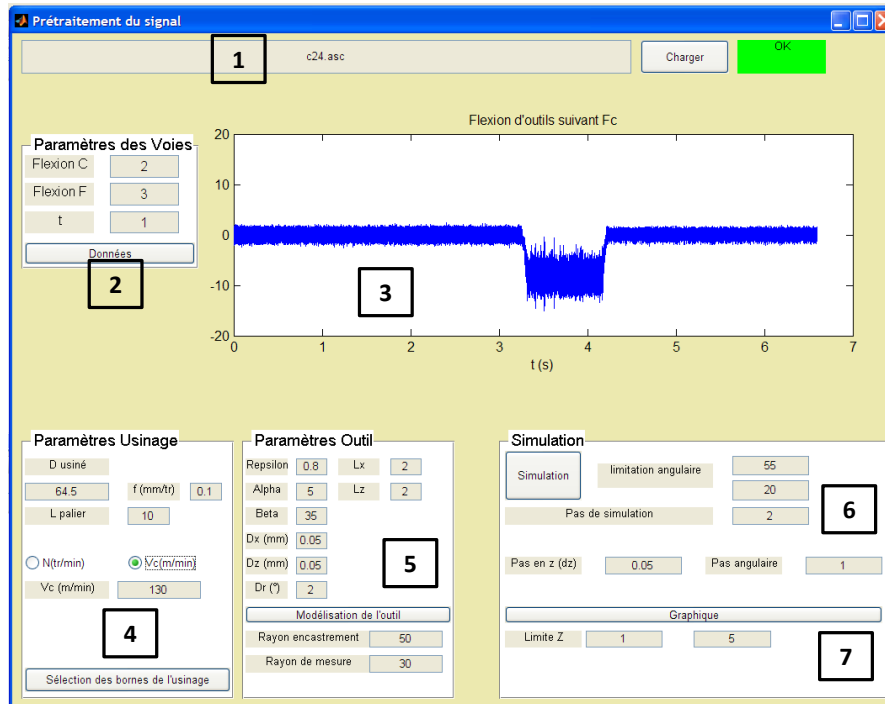 Prétraitement du signal
1
c24.asc
Charger
OK
Paramètres des Voies
Flexion C 2
Flexion F 3
t 1
Données
2
Flexion d'outils suivant Fc
20
10
0
-10
-20
0 1 2 3 4 5 6 7
t (s)
3
Paramètres Usinage
D usiné
64.5 f (mm/tr) 0.1
L palier 10
N(tr/min) Vc(m/min)
Vc (m/min) 130
4
Sélection des bornes de l'usinage
Paramètres Outil
Repsilon 0.8 Lx 2
Alpha 5 Lz 2
Beta 35
Dx (mm) 0.05
Dz (mm) 0.05
Dr (°) 2
5
Modélisation de l'outil
Rayon encastrement 50
Rayon de mesure 30
Simulation
Simulation limitation angulaire 55
20
Pas de simulation 2
6
Pas en z (dz) 0.05 Pas angulaire 1
Graphique
Limite Z 1 5
7